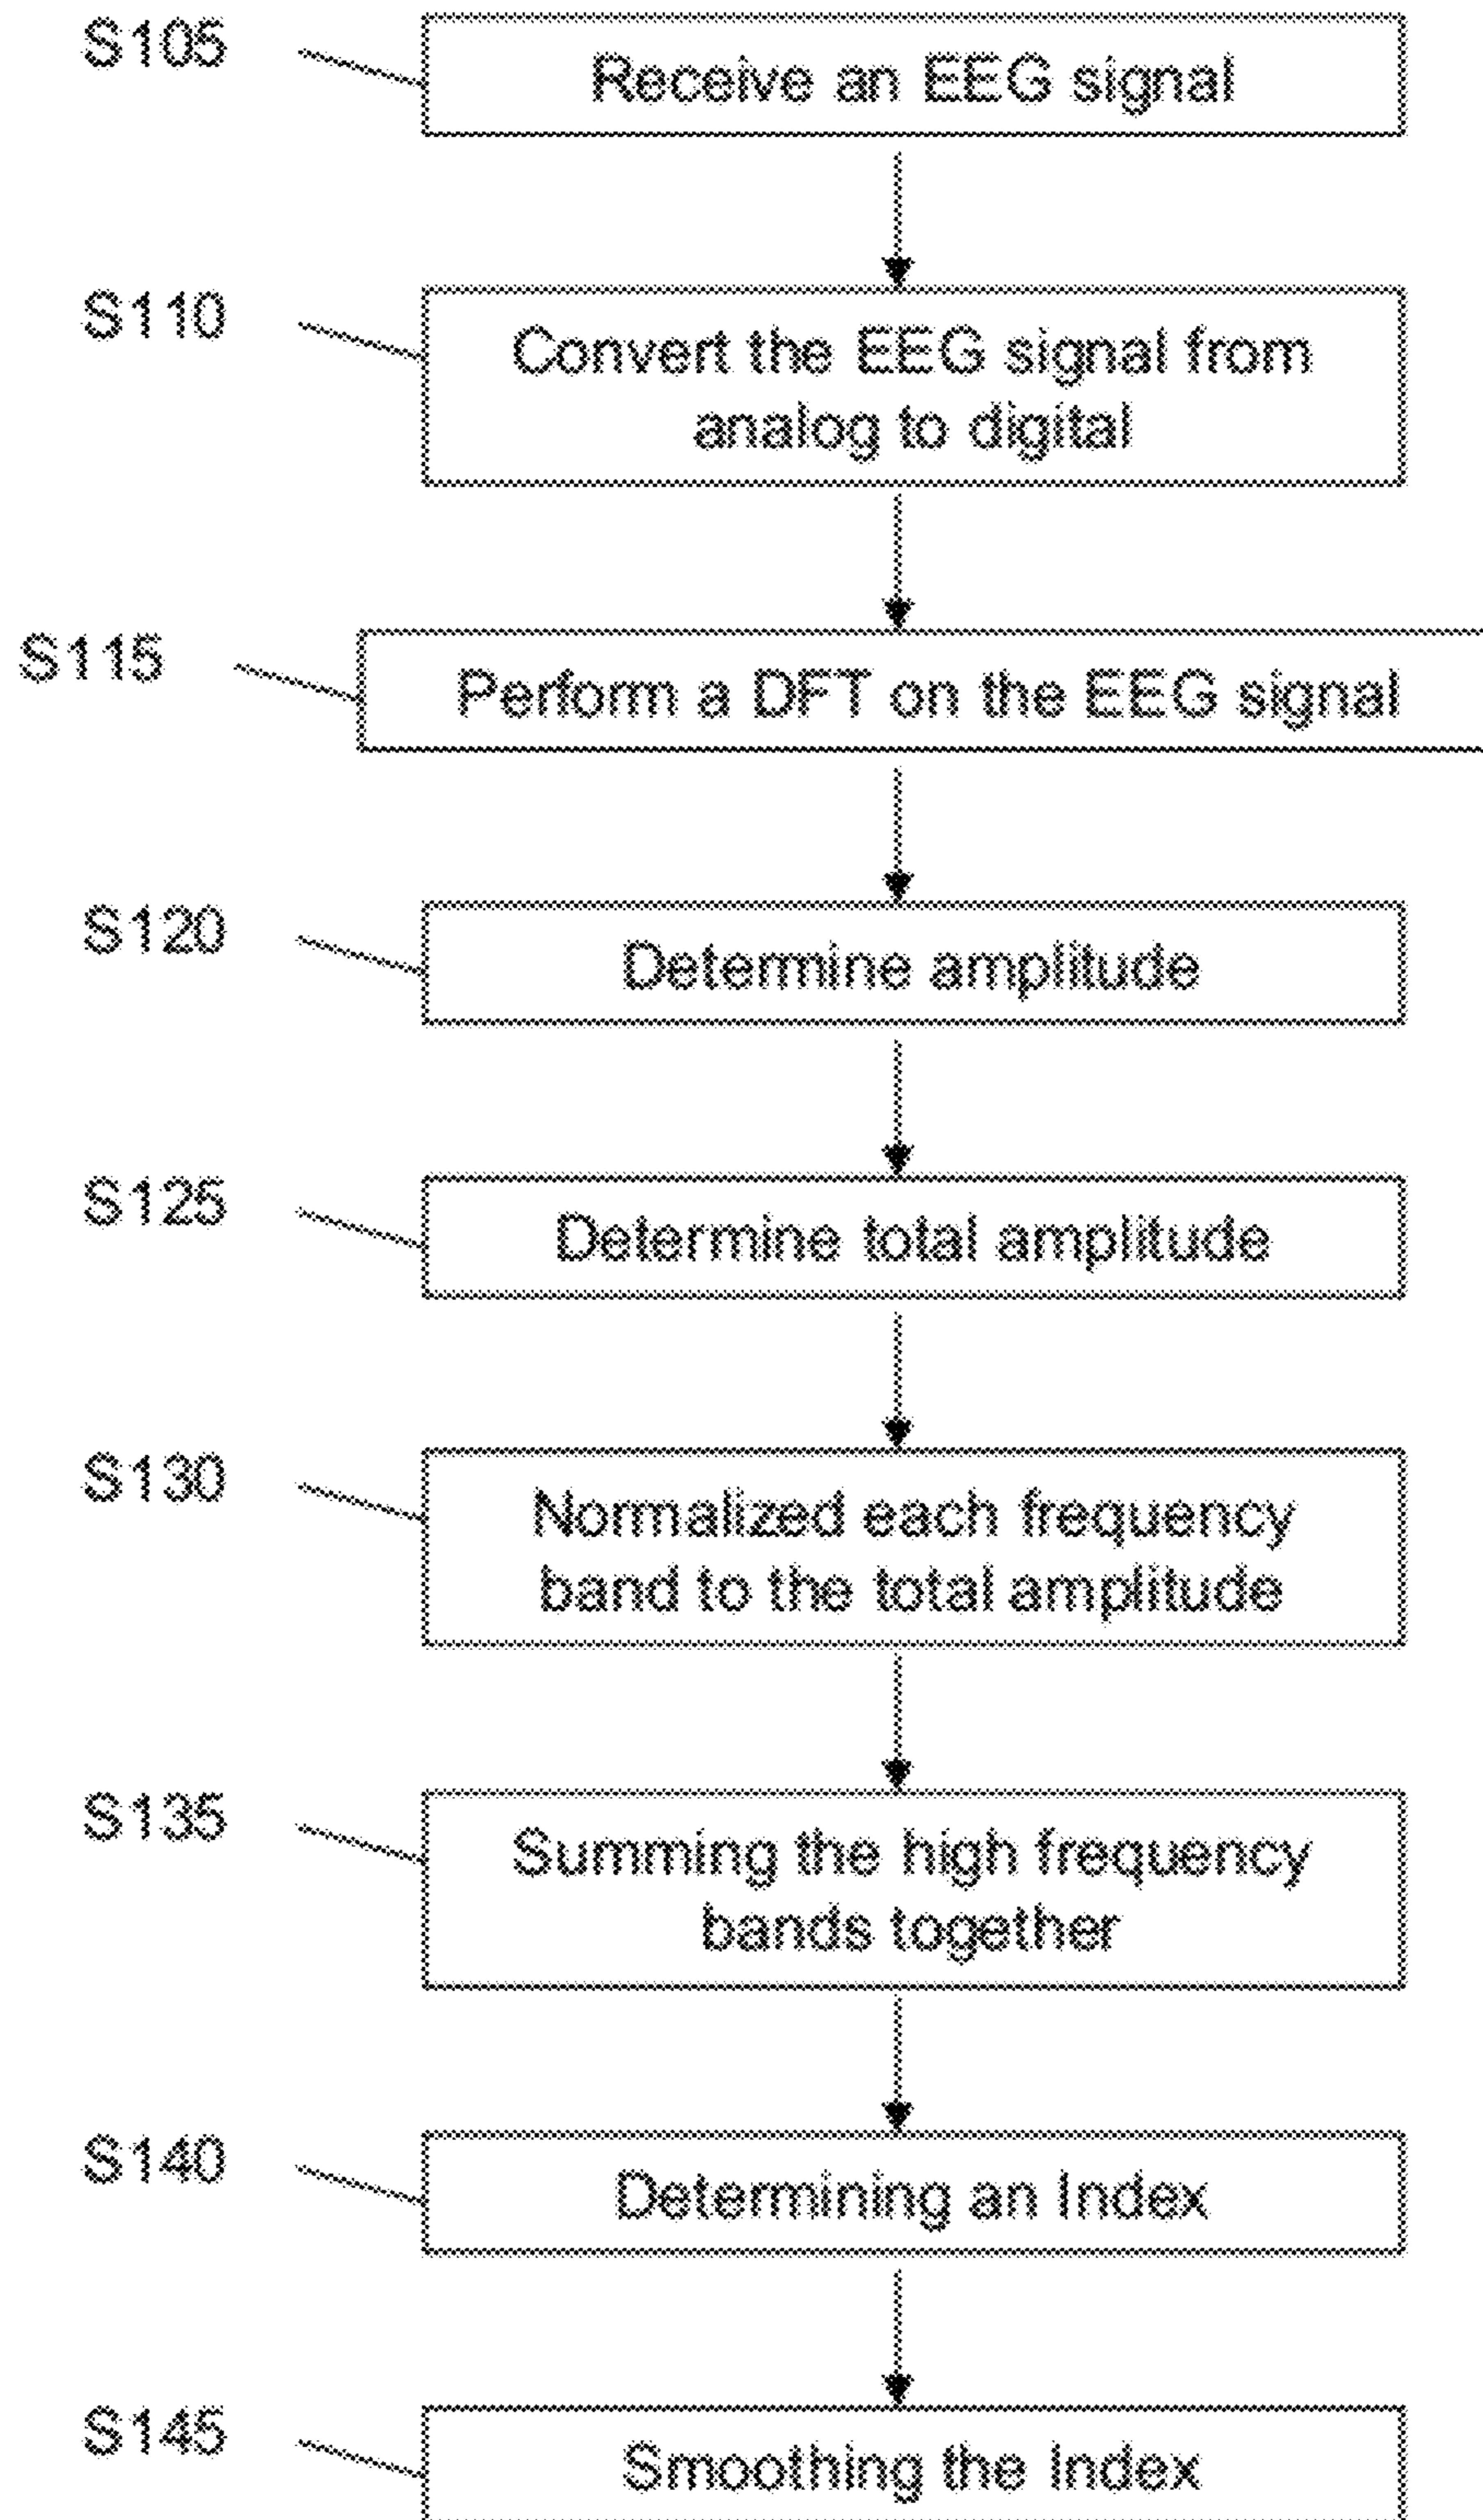 S105
Receive an EEG signal
S110
Convert the EEG signal from
analog to digital
S115
Perform a DFT on the EEG signal
S120
Determine amplitude
S125
Determine total amplitude
S130
Normalized each frequency
band to the total amplitude
S135
Summing the high frequency
bands together
S140
Determining an Index
S145
Smoothing the Index